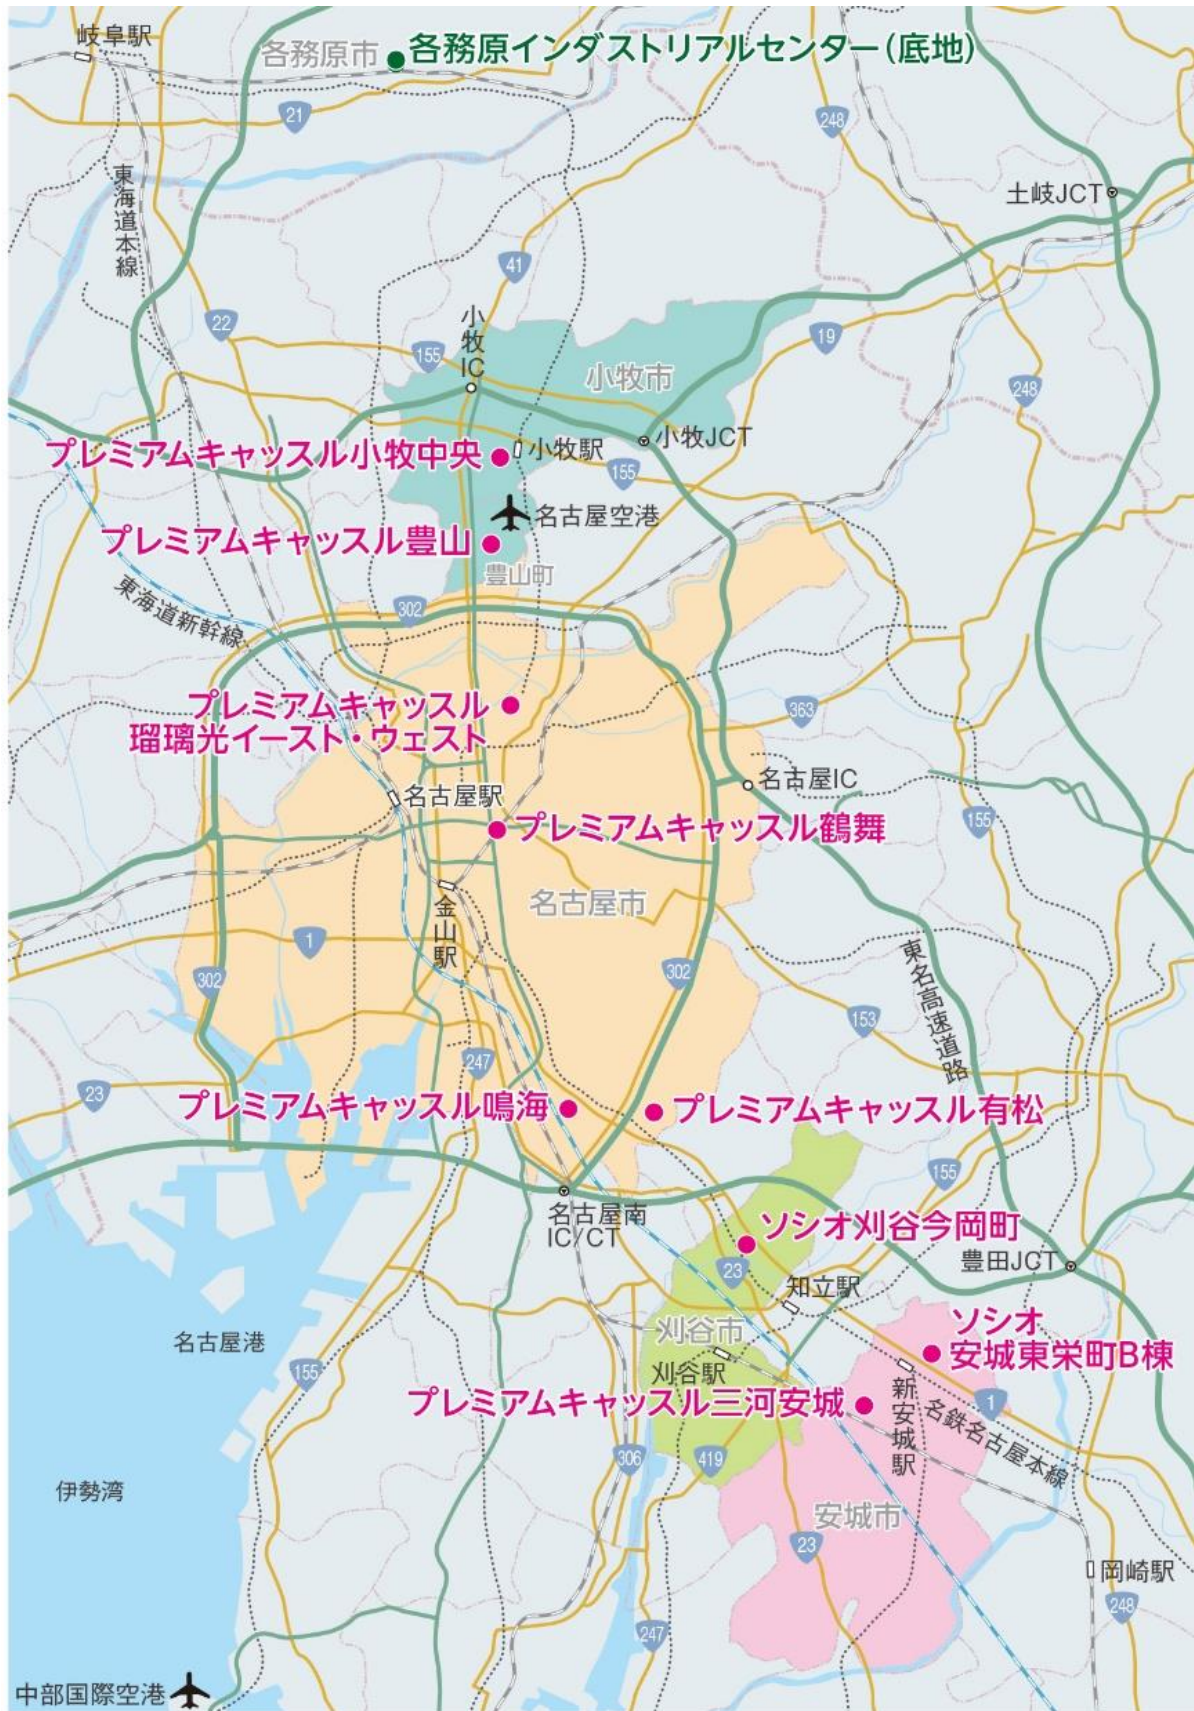 岐阜駅
各務原市
各務原インダストリアルセンター(底地)
21
248
東海道本線
土岐JCT
41
22
小牧IC
155
19
小牧市
248
プレミアムキャッスル小牧中央
小牧駅
小牧JCT
155
名古屋空港
プレミアムキャッスル豊山
豊山町
東海道新幹線
302
プレミアムキャッスル
瑠璃光イースト・ウェスト
363
名古屋IC
名古屋駅
プレミアムキャッスル鶴舞
155
名古屋市
金山駅
1
302
302
東名高速道路
153
247
23
プレミアムキャッスル鳴海
プレミアムキャッスル有松
155
名古屋南
IC/CT
ソシオ刈谷今岡町
23
豊田JCT
知立駅
刈谷市
ソシオ
安城東栄町B棟
名古屋港
155
刈谷駅
新安城駅
プレミアムキャッスル三河安城
1
名鉄名古屋本線
306
419
伊勢湾
安城市
23
岡崎駅
248
247
中部国際空港